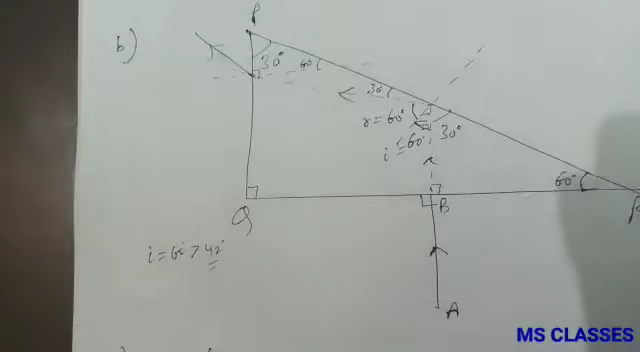 b)
P
30°
60°
30°
r = 60°
i = 60°
30°
60°
Q
B
R
i = 60° > 42°
A
MS CLASSES